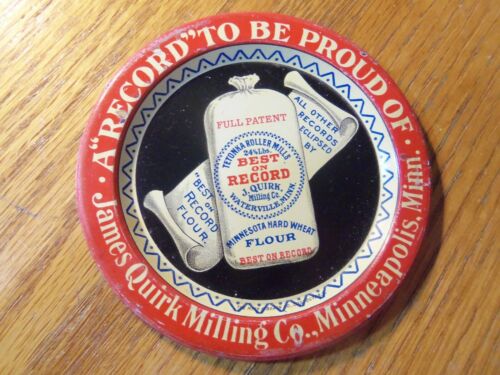 A "RECORD" TO BE PROUD OF
James Quirk Milling Co., Minneapolis, Minn.
FULL PATENT
TETONKA ROLLER MILLS
24½ Lbs.
BEST
ON
RECORD
J. QUIRK,
Milling Co.
WATERVILLE, MINN.
MINNESOTA HARD WHEAT
FLOUR
BEST ON RECORD
"BEST
ON
RECORD
FLOUR."
ALL OTHER
RECORDS
ECLIPSED